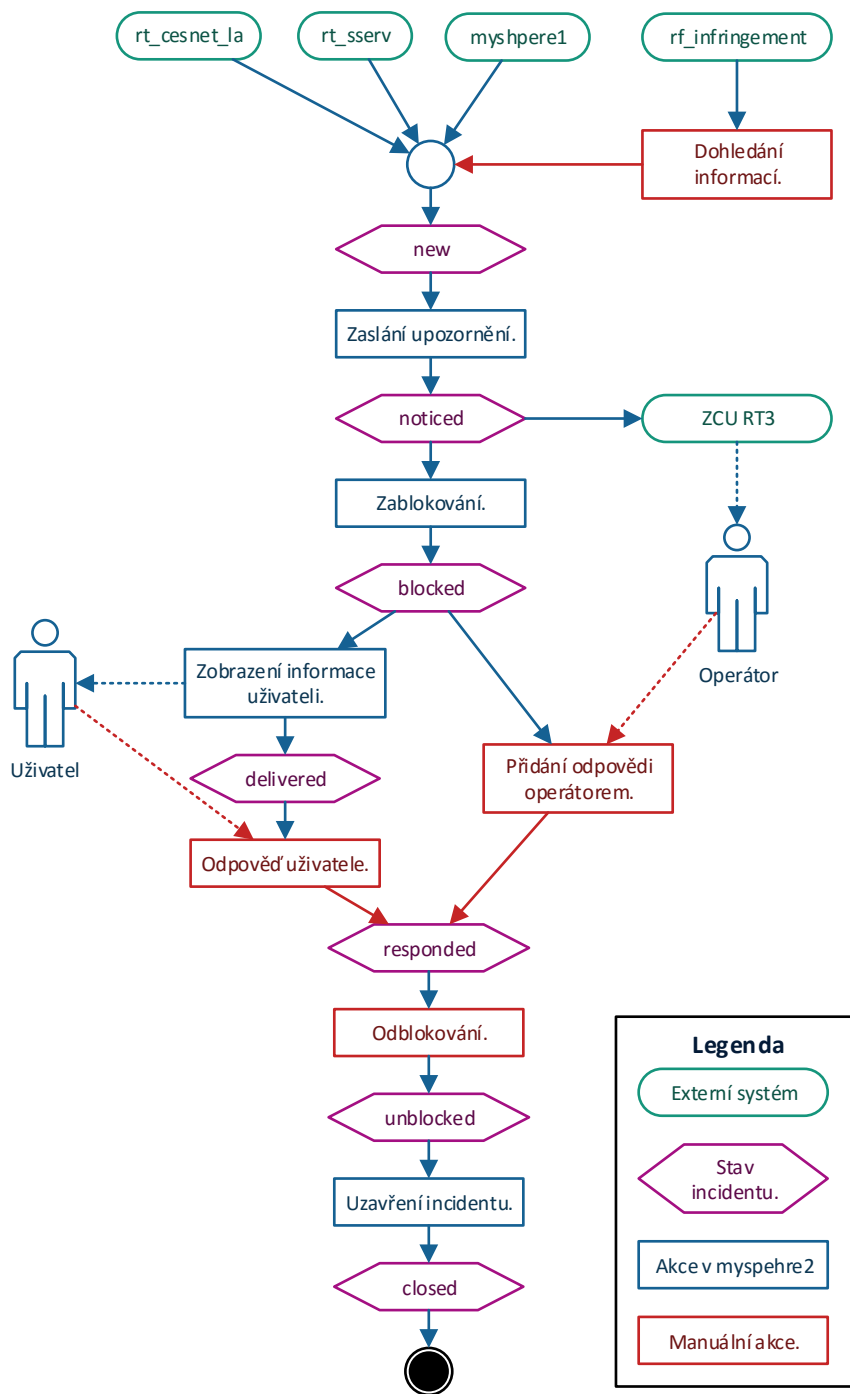 rt_cesnet_la
rt_sserv
myshpere1
rf_infringement
Dohledání
informací.
new
Zaslání upozornění.
noticed
ZCU RT3
Zablokování.
blocked
Zobrazení informace
uživateli.
Operátor
Uživatel
delivered
Přidání odpovědi
operátorem.
Odpověď uživatele.
responded
Odblokování.
unblocked
Uzavření incidentu.
closed
Legenda
Externí systém
Stav
incidentu.
Akce v myspehre2
Manuální akce.